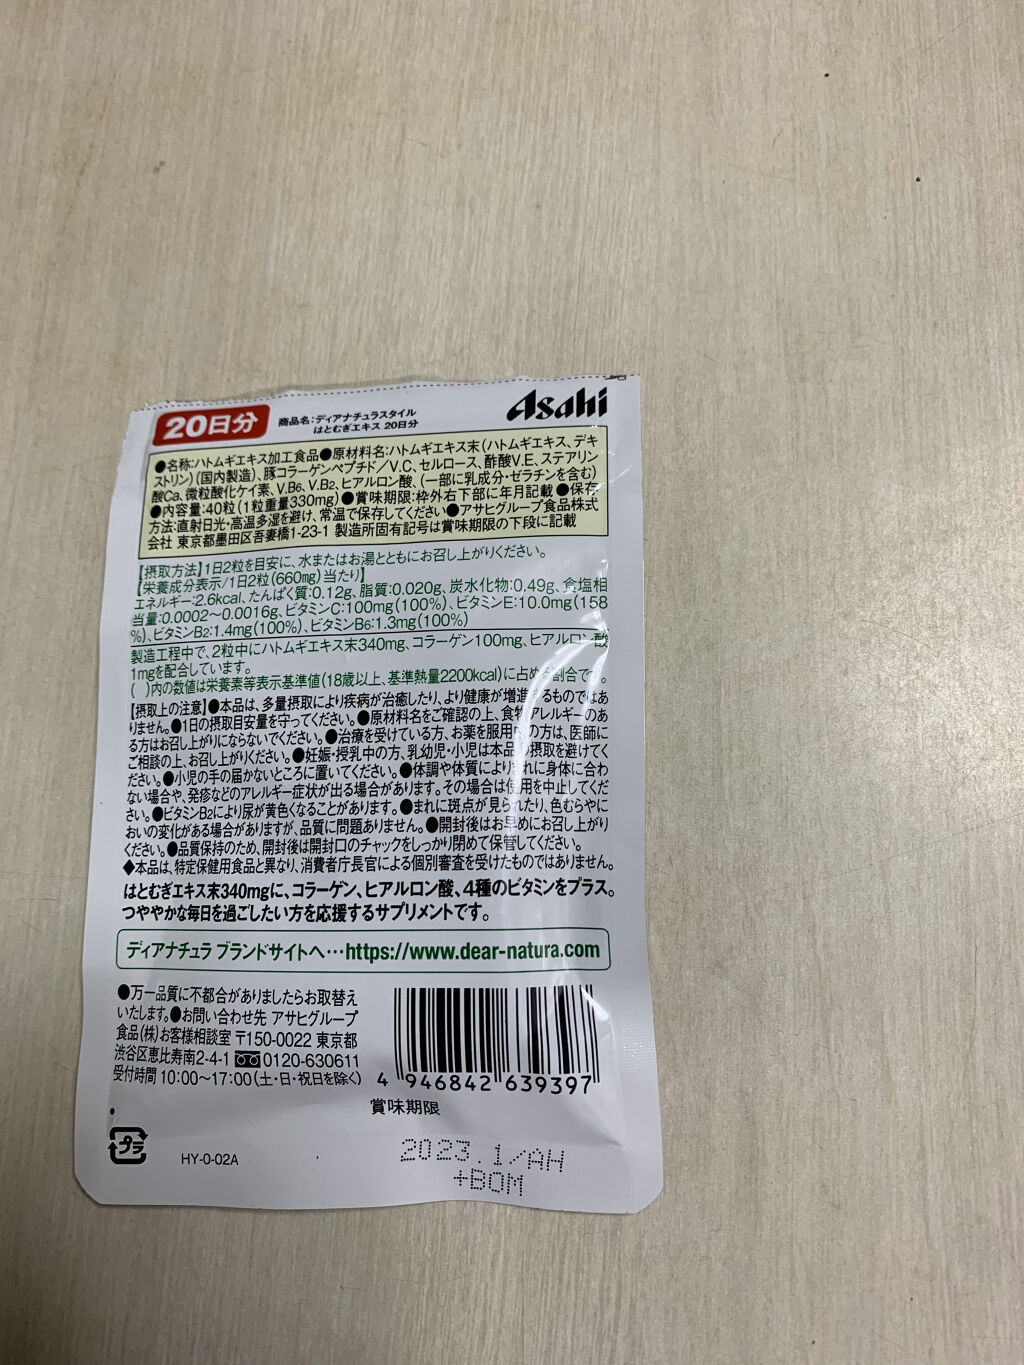 20日分
商品名:ディアナチュラスタイル
はとむぎエキス 20日分
Asahi
●名称:ハトムギエキス加工食品●原材料名:ハトムギエキス末(ハトムギエキス、デキ
ストリン)(国内製造)、豚コラーゲンペプチド/V.C、セルロース、酢酸V.E、ステアリン
酸Ca、微粒酸化ケイ素、V.B6、V.B2、ヒアルロン酸、(一部に乳成分・ゼラチンを含む)
●内容量:40粒(1粒重量330mg)●賞味期限:枠外右下部に年月記載●保存
方法:直射日光・高温多湿を避け、常温で保存してください●アサヒグループ食品株式
会社 東京都墨田区吾妻橋1-23-1 製造所固有記号は賞味期限の下段に記載
【摂取方法】1日2粒を目安に、水またはお湯とともにお召し上がりください。
【栄養成分表示/1日2粒(660mg)当たり】
エネルギー:2.6kcal、たんぱく質:0.12g、脂質:0.020g、炭水化物:0.49g、食塩相
当量:0.0002〜0.0016g、ビタミンC:100mg(100%)、ビタミンE:10.0mg(158
%)、ビタミンB2:1.4mg(100%)、ビタミンB6:1.3mg(100%)
製造工程中で、2粒中にハトムギエキス末340mg、コラーゲン100mg、ヒアルロン酸
1mgを配合しています。
( )内の数値は栄養素等表示基準値(18歳以上、基準熱量2200kcal)に占める割合です。
【摂取上の注意】●本品は、多量摂取により疾病が治癒したり、より健康が増進するものではあ
りません。●1日の摂取目安量を守ってください。●原材料名をご確認の上、食物アレルギーのあ
る方はお召し上がりにならないでください。●治療を受けている方、お薬を服用中の方は、医師に
ご相談の上、お召し上がりください。●妊娠・授乳中の方、乳幼児・小児は本品の摂取を避けてく
ださい。●小児の手の届かないところに置いてください。●体調や体質によりまれに身体に合わ
ない場合や、発疹などのアレルギー症状が出る場合があります。その場合は使用を中止してくだ
さい。●ビタミンB2により尿が黄色くなることがあります。●まれに斑点が見られたり、色むらやに
おいの変化がある場合がありますが、品質に問題ありません。●開封後はお早めにお召し上がり
ください。●品質保持のため、開封後は開封口のチャックをしっかり閉めて保管してください。
◆本品は、特定保健用食品と異なり、消費者庁長官による個別審査を受けたものではありません。
はとむぎエキス末340mgに、コラーゲン、ヒアルロン酸、4種のビタミンをプラス。
つややかな毎日を過ごしたい方を応援するサプリメントです。
ディアナチュラ ブランドサイトへ…https://www.dear-natura.com
●万一品質に不都合がありましたらお取替え
いたします。●お問い合わせ先 アサヒグループ
食品(株)お客様相談室 〒150-0022 東京都
渋谷区恵比寿南2-4-1 0120-630611
受付時間 10:00〜17:00(土・日・祝日を除く)
4 946842 639397
賞味期限
プラ
HY-0-02A
2023.1/AH
+BOM